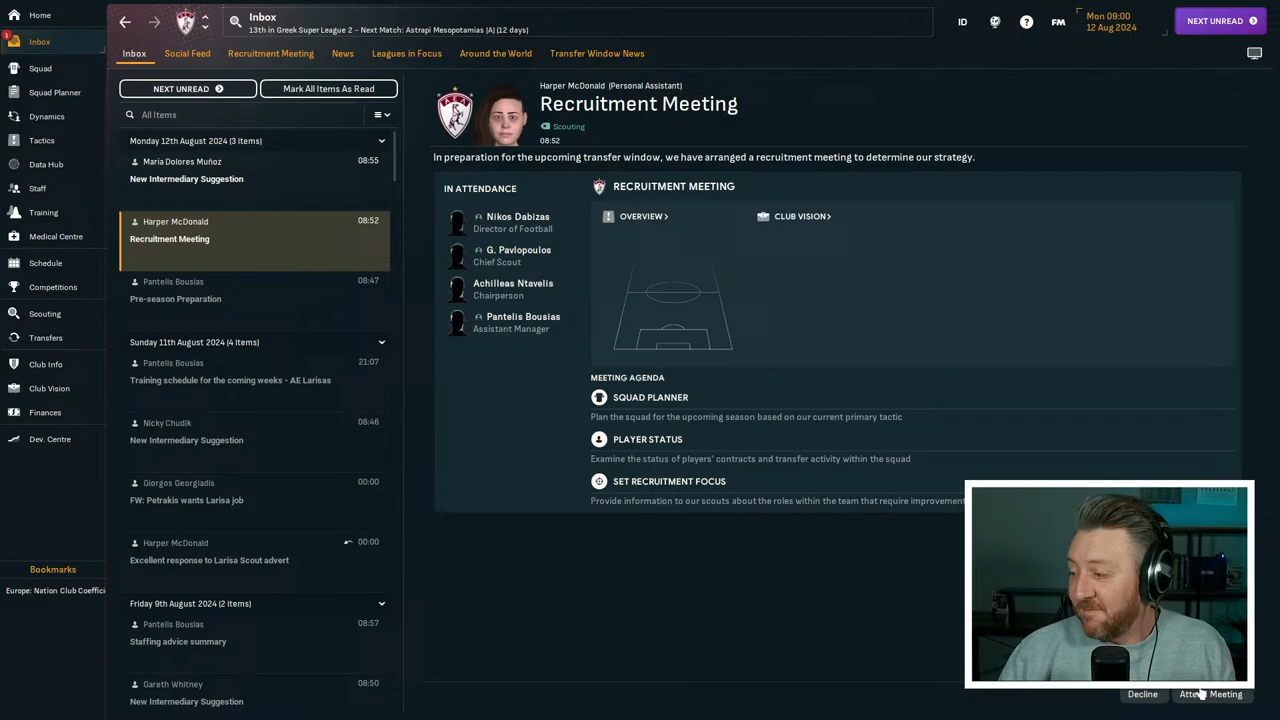 Home
1
Inbox
Squad
Squad Planner
Dynamics
Tactics
Data Hub
Staff
Training
Medical Centre
Schedule
Competitions
Scouting
Transfers
Club Info
Club Vision
Finances
Dev. Centre
Bookmarks
Europe: Nation Club Coeffici
Inbox
13th in Greek Super League 2 - Next Match: Astrapi Mesopotamias (A) (12 days)
ID
?
FM
Mon 09:00
12 Aug 2024
NEXT UNREAD
Inbox Social Feed Recruitment Meeting News Leagues in Focus Around the World Transfer Window News
NEXT UNREAD Mark All Items As Read
All Items
Monday 12th August 2024 (3 items)
María Dolores Muñoz 08:55
New Intermediary Suggestion
Harper McDonald 08:52
Recruitment Meeting
Pantelis Bousias 08:47
Pre-season Preparation
Sunday 11th August 2024 (4 items)
Pantelis Bousias 21:07
Training schedule for the coming weeks - AE Larisas
Nicky Chudik 08:46
New Intermediary Suggestion
Giorgos Georgiadis 00:00
FW: Petrakis wants Larisa job
Harper McDonald 00:00
Excellent response to Larisa Scout advert
Friday 9th August 2024 (2 items)
Pantelis Bousias 08:57
Staffing advice summary
Gareth Whitney 08:50
New Intermediary Suggestion
Harper McDonald (Personal Assistant)
Recruitment Meeting
Scouting
08:52
In preparation for the upcoming transfer window, we have arranged a recruitment meeting to determine our strategy.
IN ATTENDANCE
Nikos Dabizas
Director of Football
G. Pavlopoulos
Chief Scout
Achilleas Ntavelis
Chairperson
Pantelis Bousias
Assistant Manager
RECRUITMENT MEETING
OVERVIEW> CLUB VISION>
MEETING AGENDA
SQUAD PLANNER
Plan the squad for the upcoming season based on our current primary tactic
PLAYER STATUS
Examine the status of players' contracts and transfer activity within the squad
SET RECRUITMENT FOCUS
Provide information to our scouts about the roles within the team that require improvement
Decline Meeting